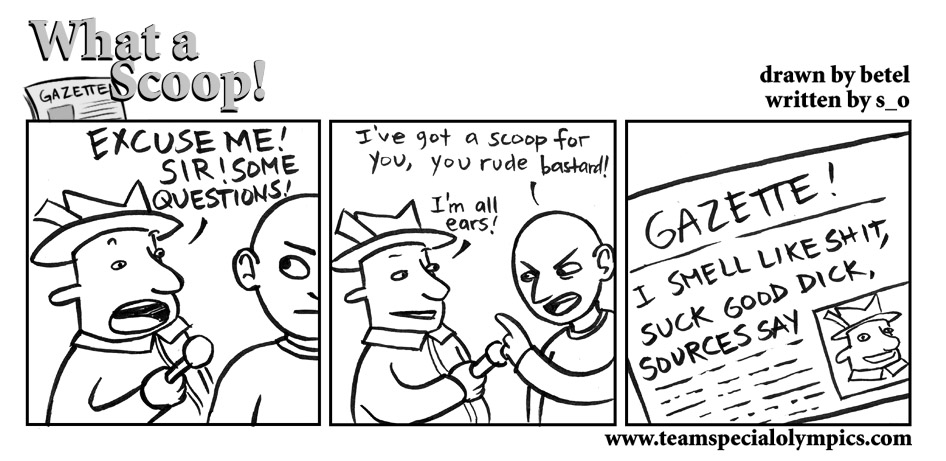 What a
Scoop!
GAZETTE!
drawn by betel
written by s_o
EXCUSE ME!
SIR! SOME
QUESTIONS!
I've got a scoop for
you, you rude bastard!
I'm all
ears!
GAZETTE!
I SMELL LIKE SHIT,
SUCK GOOD DICK,
SOURCES SAY
www.teamspecialolympics.com